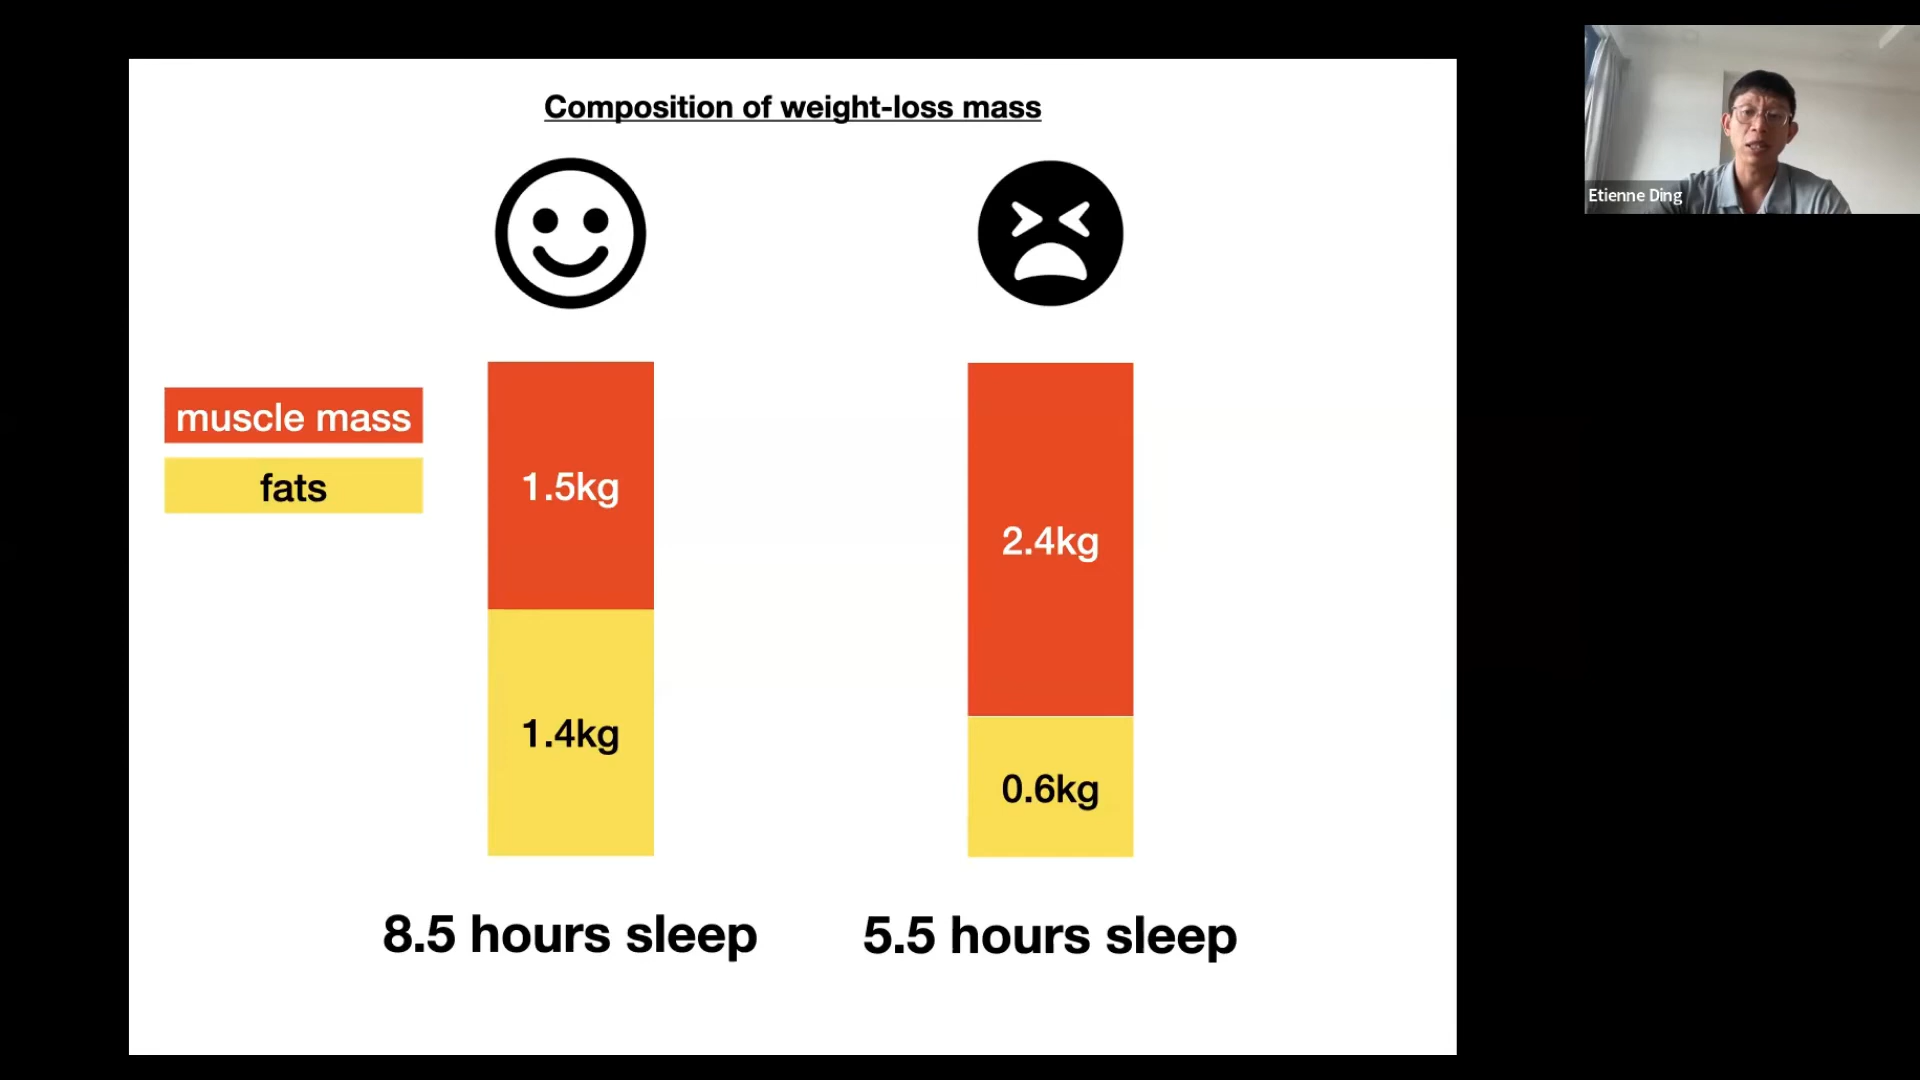 Composition of weight-loss mass
Etienne Ding
muscle mass
fats
1.5kg
2.4kg
1.4kg
0.6kg
8.5 hours sleep
5.5 hours sleep